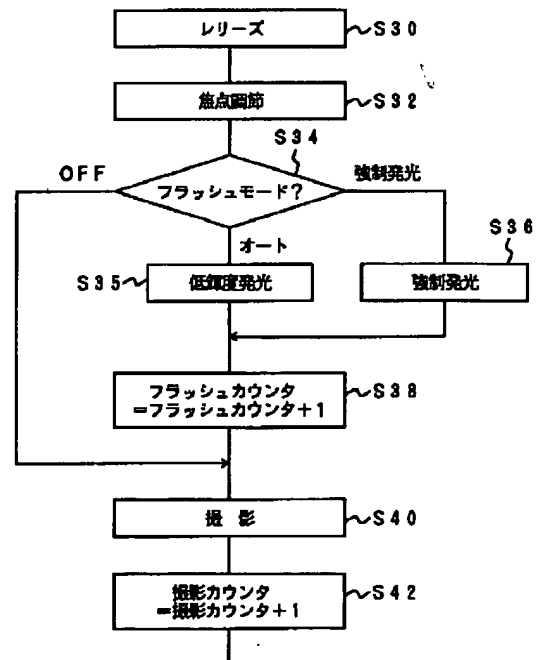 レリーズ
S30
焦点調節
S32
S34
OFF
フラッシュモード?
強制発光
S36
オート
S35
低輝度発光
強制発光
フラッシュカウンタ
=フラッシュカウンタ+1
S38
撮 影
S40
撮影カウンタ
=撮影カウンタ+1
S42